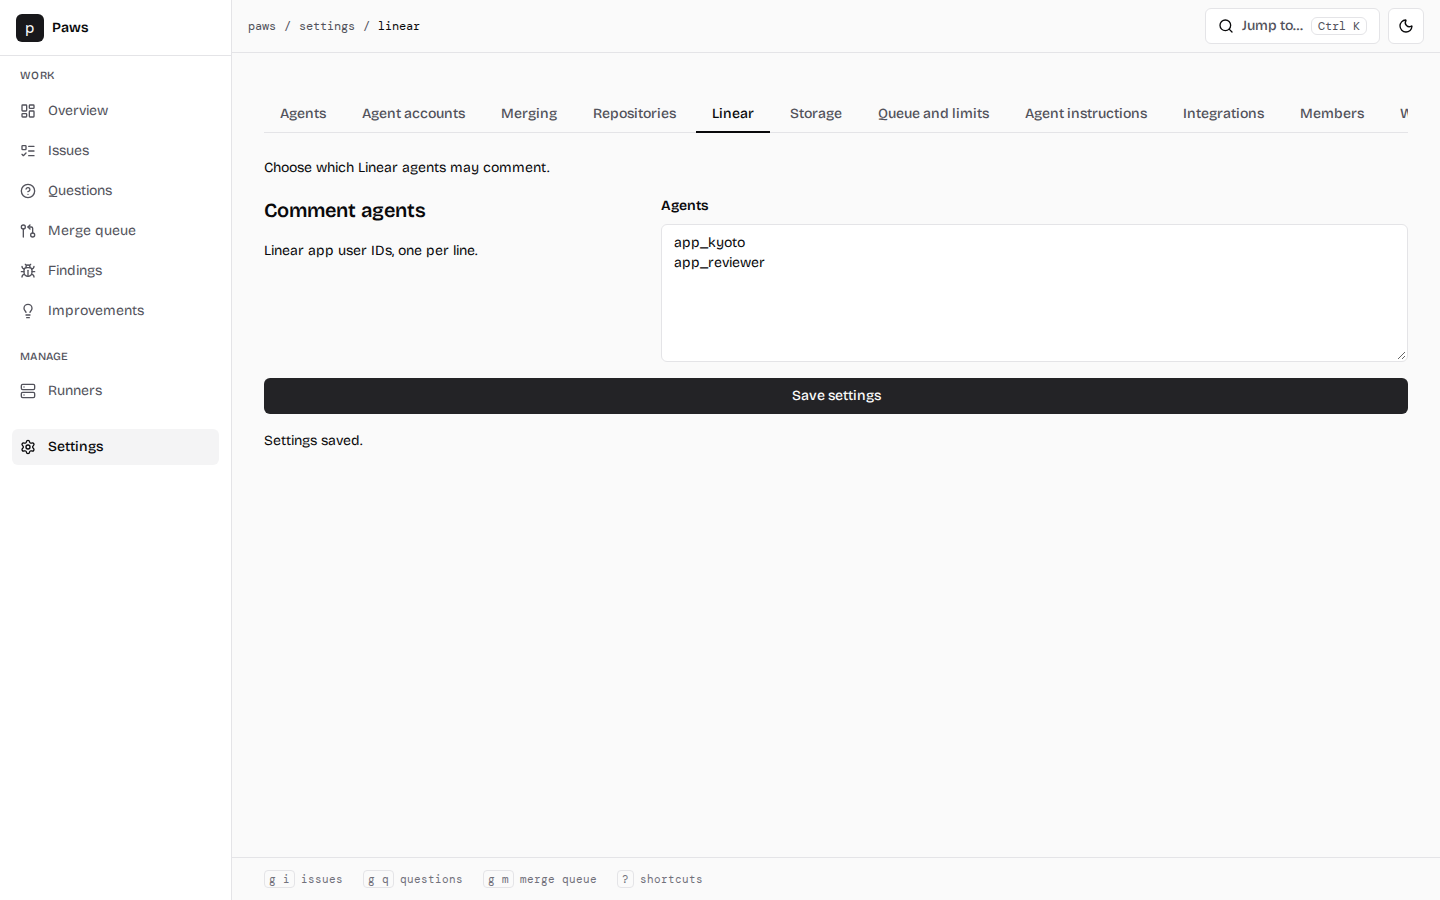 p Paws
paws / settings / linear
Jump to... Ctrl K
WORK
Overview
Issues
Questions
Merge queue
Findings
Improvements
MANAGE
Runners
Settings
Agents Agent accounts Merging Repositories Linear Storage Queue and limits Agent instructions Integrations Members
Choose which Linear agents may comment.
Comment agents
Linear app user IDs, one per line.
Agents
app_kyoto
app_reviewer
Save settings
Settings saved.
g i issues g q questions g m merge queue ? shortcuts